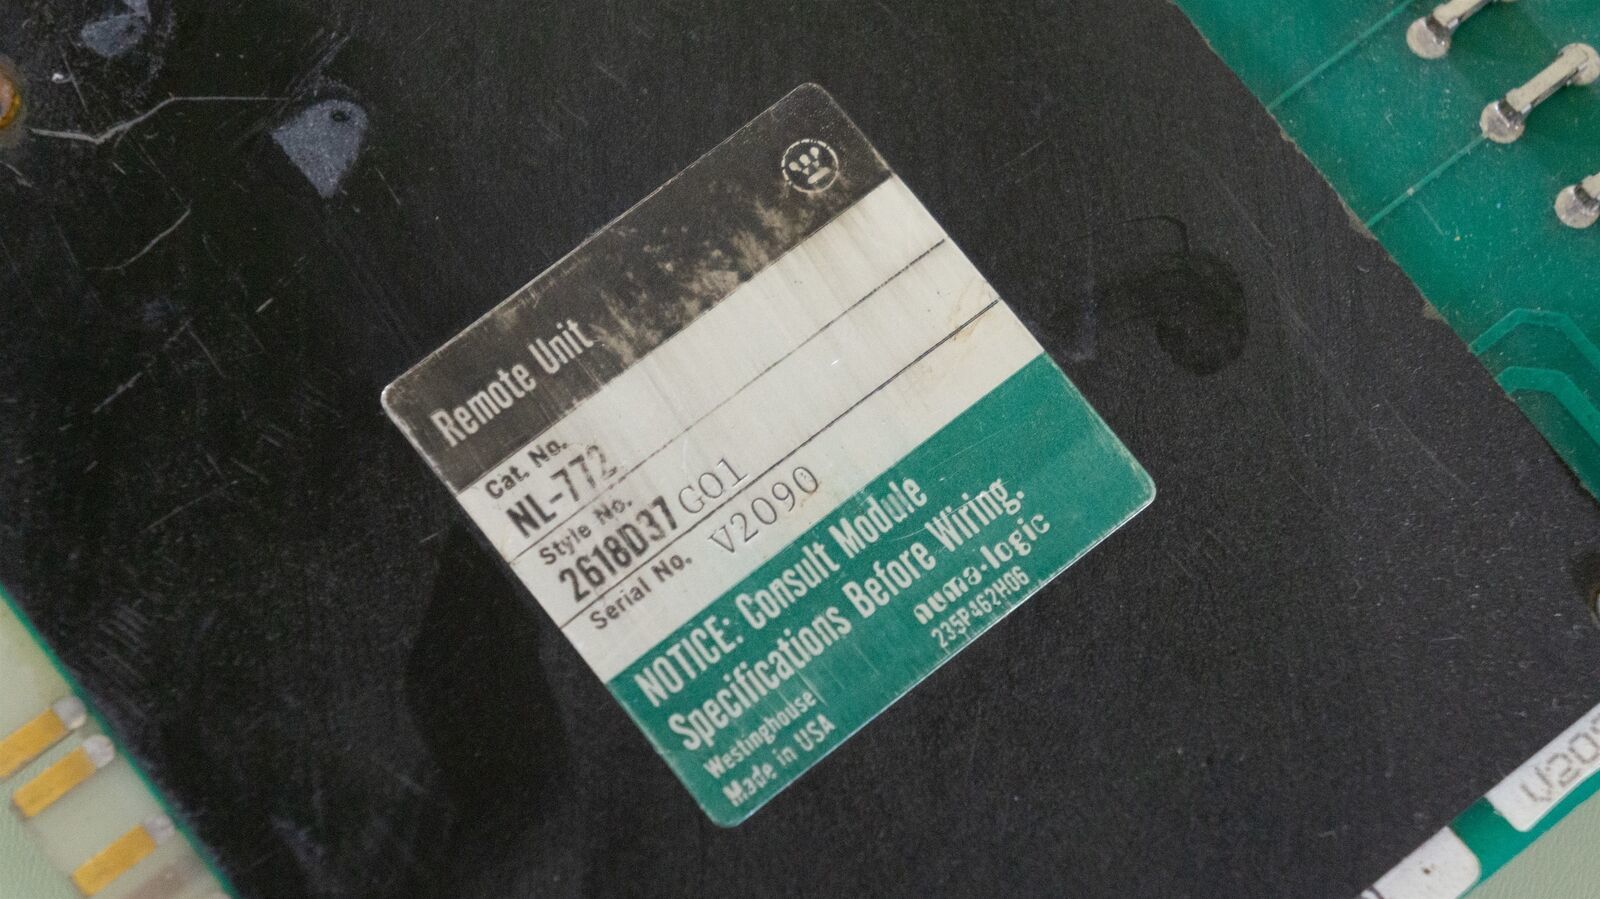 Remote Unit
Cat. No.
NL-772
Style No.
2618D37 G01
Serial No. V2090
NOTICE: Consult Module
Specifications Before Wiring.
numa-logic
235P462H06
Westinghouse
Made in USA